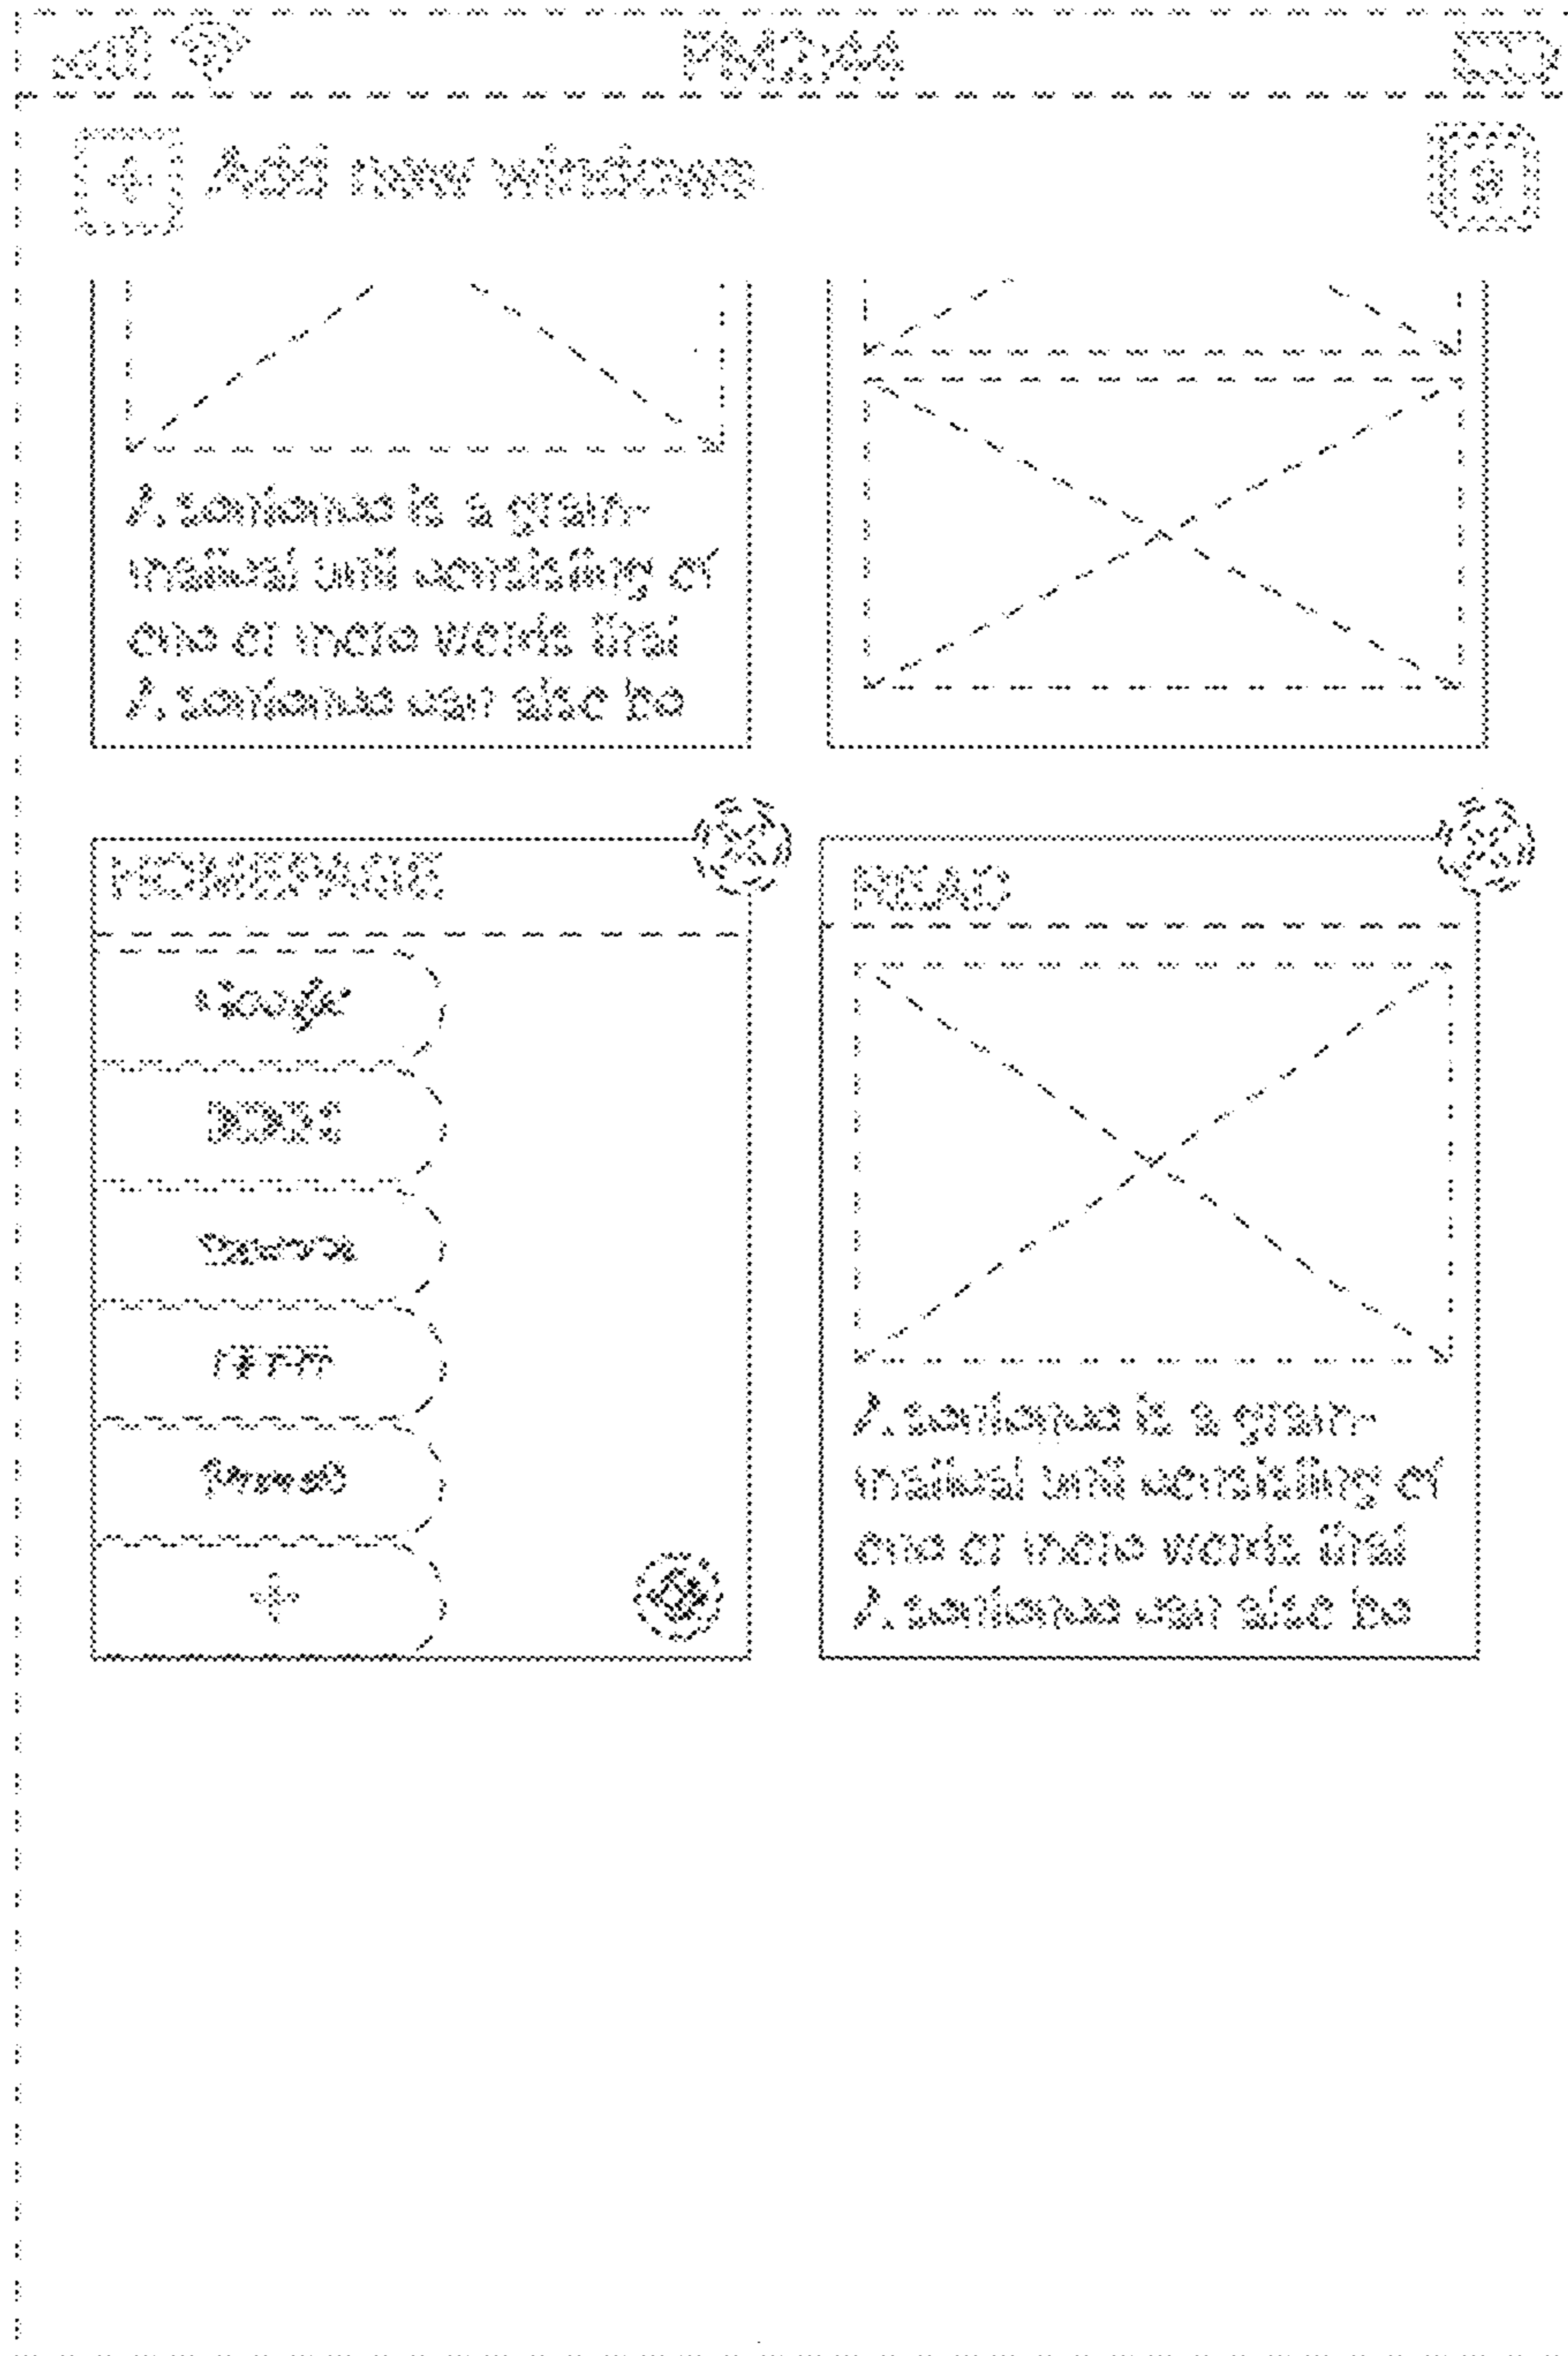 PM2:44
Add new windows
A sentence is a gram-
matical unit consisting of
one or more words that
A sentence can also be
HOMEPAGE
READ
Google
A sentence is a gram-
matical unit consisting of
one or more words that
A sentence can also be